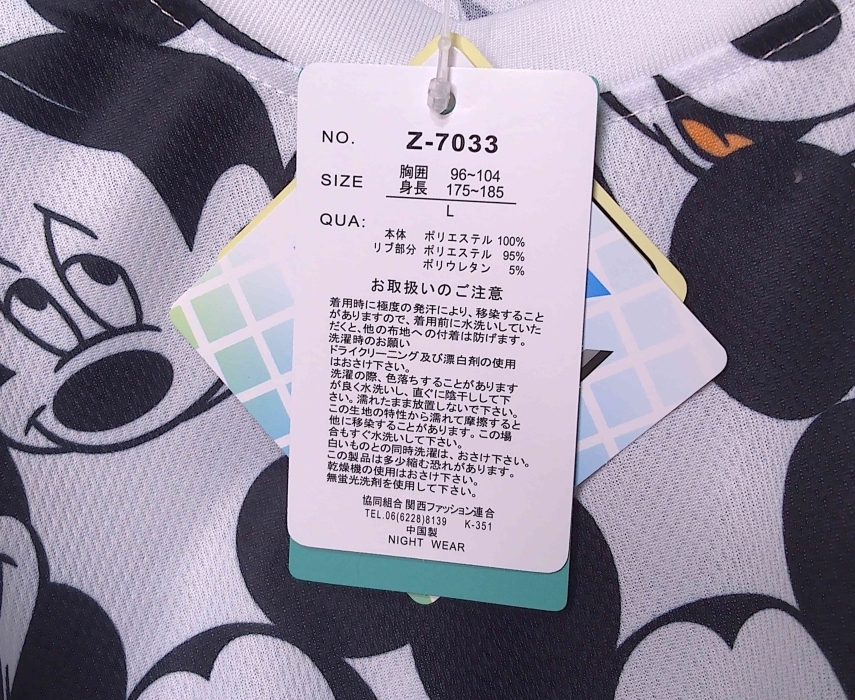 NO. Z-7033
SIZE 胸囲 96~104
身長 175~185
L
QUA:
本体 ポリエステル 100%
リブ部分 ポリエステル 95%
ポリウレタン 5%
お取扱いのご注意
着用時に極度の発汗により、移染すること
がありますので、着用前に水洗いしていた
だくと、他の布地への付着は防げます。
洗濯時のお願い
ドライクリーニング及び漂白剤の使用
はおさけ下さい。
洗濯の際、色落ちすることがあります
が良く水洗いし、直ぐに陰干しして下
さい。濡れたまま放置しないで下さい。
この生地の特性から濡れて摩擦すると
他に移染することがあります。この場
合もすぐ水洗いして下さい。
白いものとの同時洗濯は、おさけ下さい。
この製品は多少縮む恐れがあります。
乾燥機の使用はおさけ下さい。
無蛍光洗剤を使用して下さい。
協同組合 関西ファッション連合
TEL.06(6228)8139 K-351
中国製
NIGHT WEAR